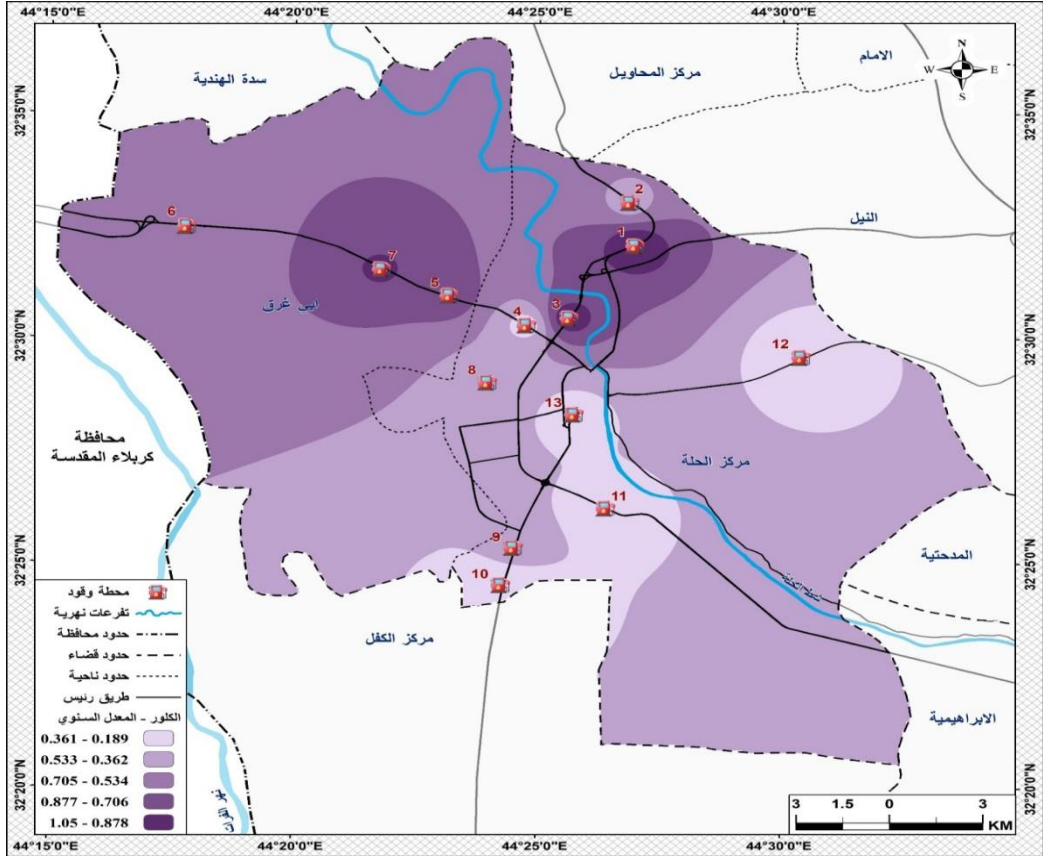 44°15'0"E 44°20'0"E 44°25'0"E 44°30'0"E
N
W E
S
الامام
مركز المحاويل
سدة الهندية
32°35'0"N 32°35'0"N
2
النيل
6
1
7
5
ابي غرق
3
4
32°30'0"N 32°30'0"N
12
8
13
محافظة
كربلاء المقدسة
مركز الحلة
11
9
32°25'0"N 32°25'0"N
المدحتية
10
مركز الكفل
الابراهيمية
محطة وقود
تفرعات نهرية
حدود محافظة
حدود قضاء
حدود ناحية
طريق رئيس
الكلور - المعدل السنوي
0.361 - 0.189
0.533 - 0.362
0.705 - 0.534
0.877 - 0.706
1.05 - 0.878
نهر الفرات
32°20'0"N 32°20'0"N
3 1.5 0 3
KM
44°15'0"E 44°20'0"E 44°25'0"E 44°30'0"E